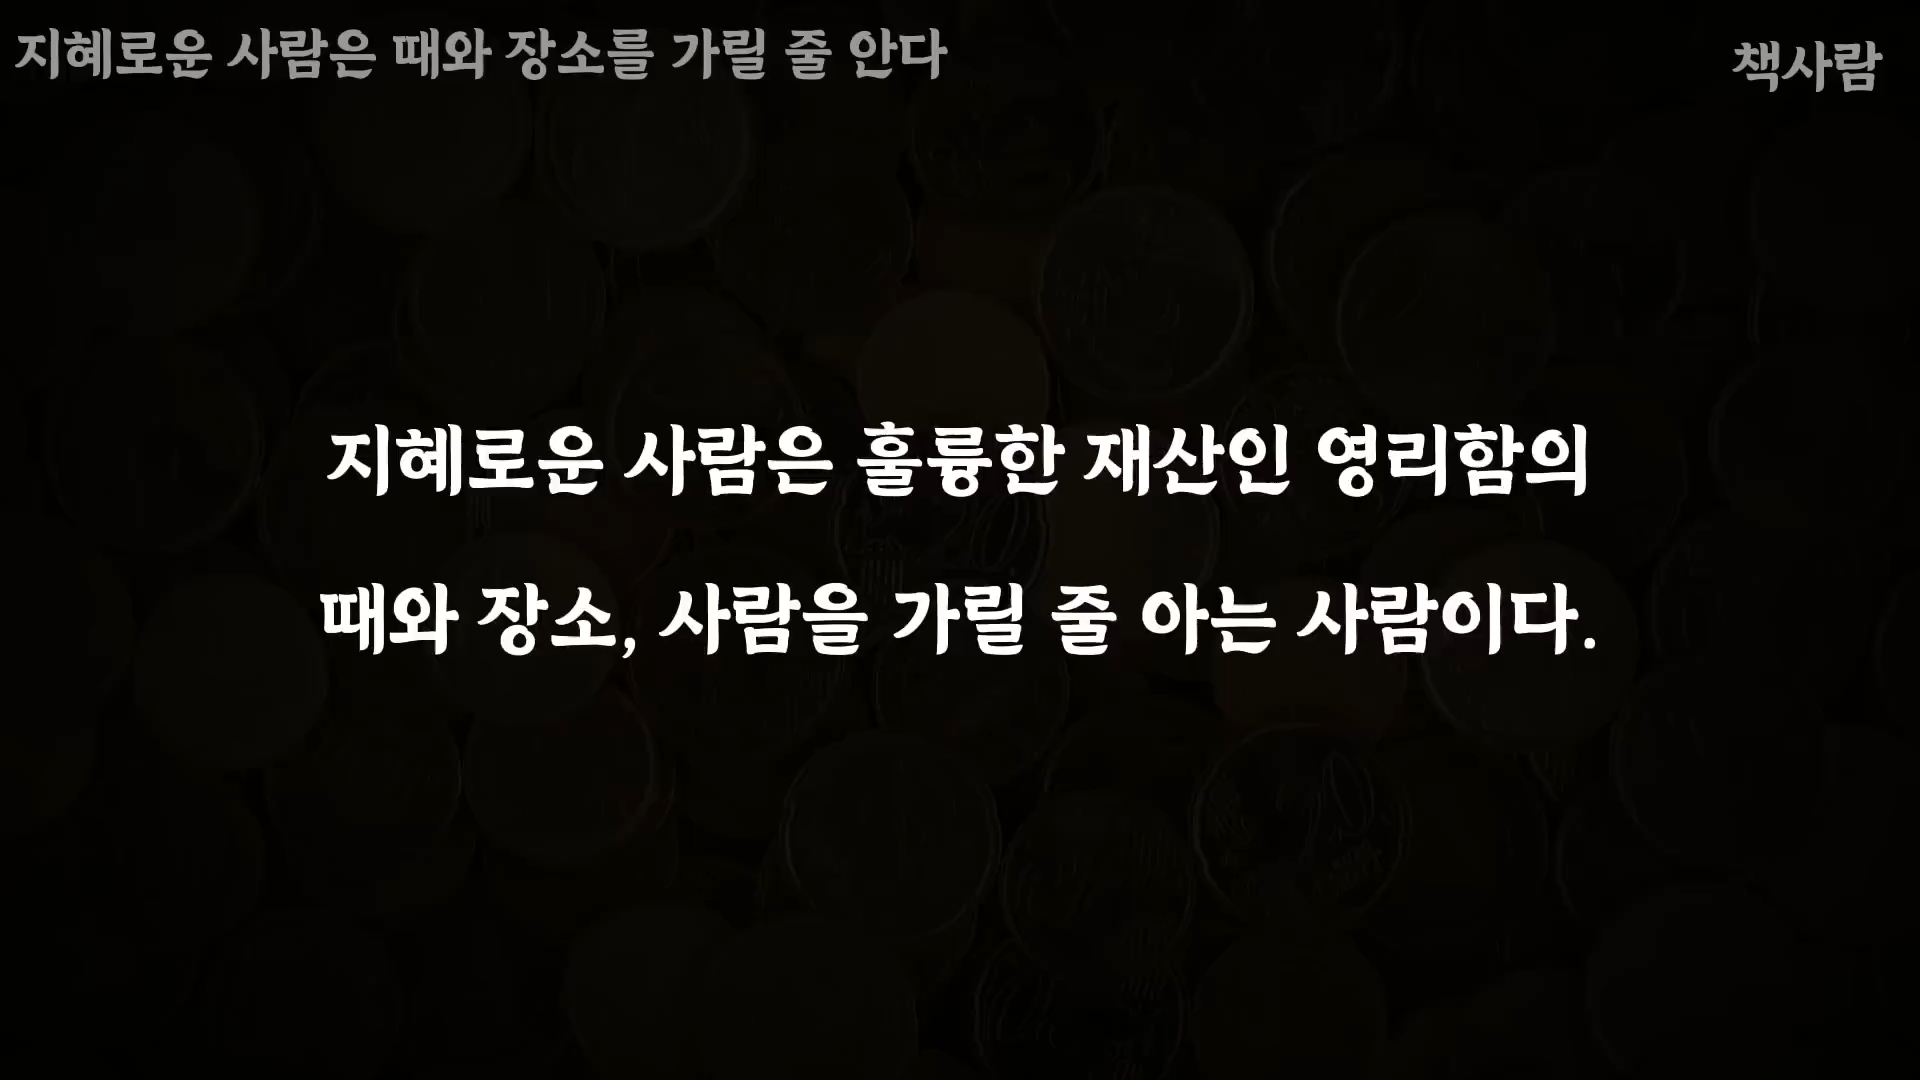 지혜로운 사람은 때와 장소를 가릴 줄 안다
책사람
지혜로운 사람은 훌륭한 재산인 영리함의
때와 장소, 사람을 가릴 줄 아는 사람이다.